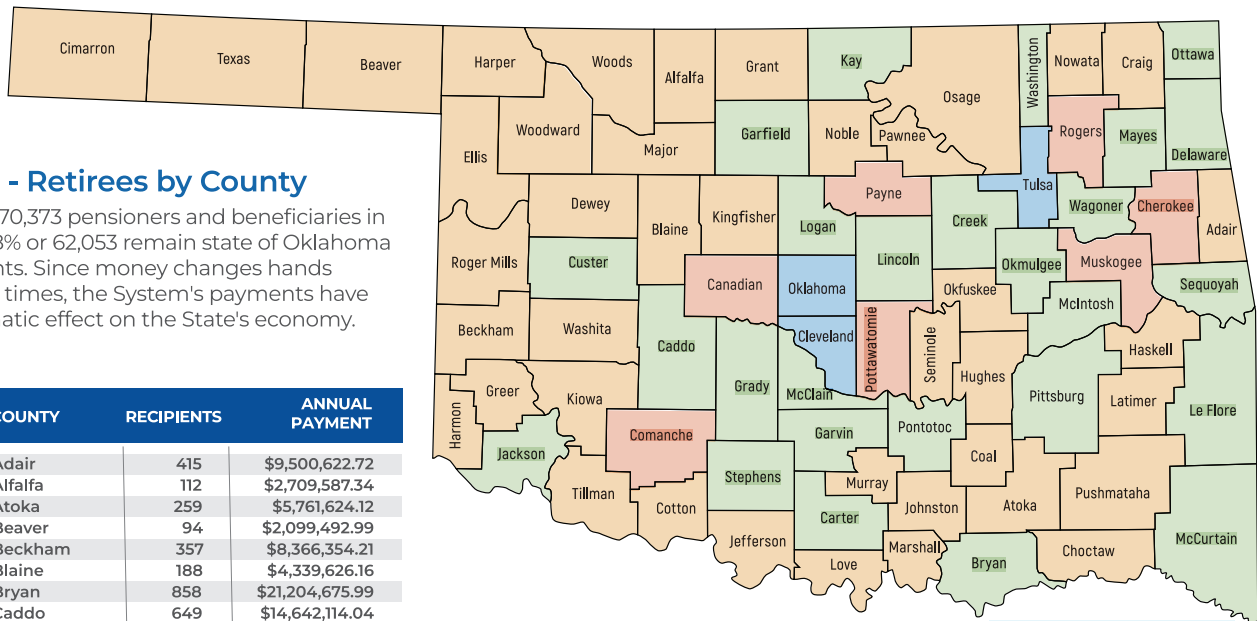 - Retirees by County
70,373 pensioners and beneficiaries in
% or 62,053 remain state of Oklahoma
Since money changes hands
times, the System's payments have
effect on the State's economy.
COUNTY RECIPIENTS ANNUAL PAYMENT
Adair 415 $9,500,622.72
Alfalfa 112 $2,709,587.34
Atoka 259 $5,761,624.12
Beaver 94 $2,099,492.99
Beckham 357 $8,366,354.21
Blaine 188 $4,339,626.16
Bryan 858 $21,204,675.99
Caddo 649 $14,642,114.04
Cimarron
Texas
Beaver
Harper
Woods
Alfalfa
Grant
Kay
Osage
Washington
Nowata
Craig
Ottawa
Ellis
Woodward
Major
Garfield
Noble
Pawnee
Rogers
Mayes
Delaware
Dewey
Blaine
Kingfisher
Logan
Payne
Creek
Tulsa
Wagoner
Cherokee
Adair
Roger Mills
Custer
Canadian
Oklahoma
Lincoln
Okfuskee
Okmulgee
Muskogee
McIntosh
Sequoyah
Beckham
Washita
Caddo
Grady
Cleveland
McClain
Pottawatomie
Seminole
Hughes
Pittsburg
Haskell
Latimer
Le Flore
Harmon
Greer
Kiowa
Jackson
Comanche
Tillman
Cotton
Stephens
Garvin
Pontotoc
Murray
Coal
Carter
Johnston
Atoka
Pushmataha
McCurtain
Jefferson
Love
Marshall
Bryan
Choctaw